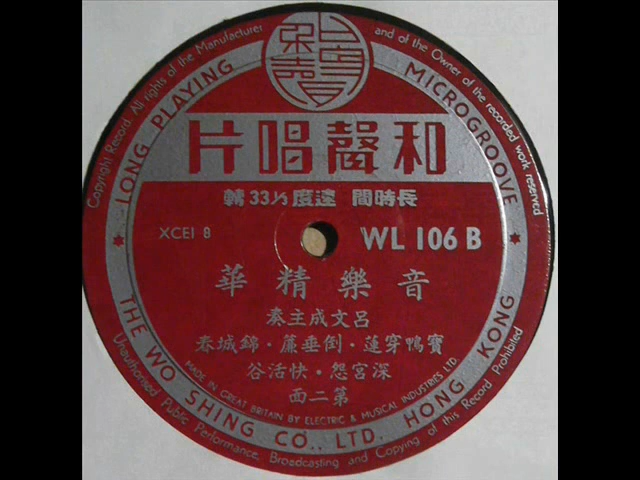 Copyright Record. All rights of the Manufacturer and of the Owner of the recorded work reserved
LONG PLAYING MICROGROOVE
和聲唱片
長時間 速度 33⅓ 轉
XCEI 8
WL 106 B
音樂精華
呂文成主奏
寶鴨穿蓮·倒垂簾·錦城春
深宮怨·快活谷
第二面
MADE IN GREAT BRITAIN BY ELECTRIC & MUSICAL INDUSTRIES LTD.
THE WO SHING CO., LTD. HONG KONG
Unauthorised Public Performance, Broadcasting and Copying of this Record Prohibited